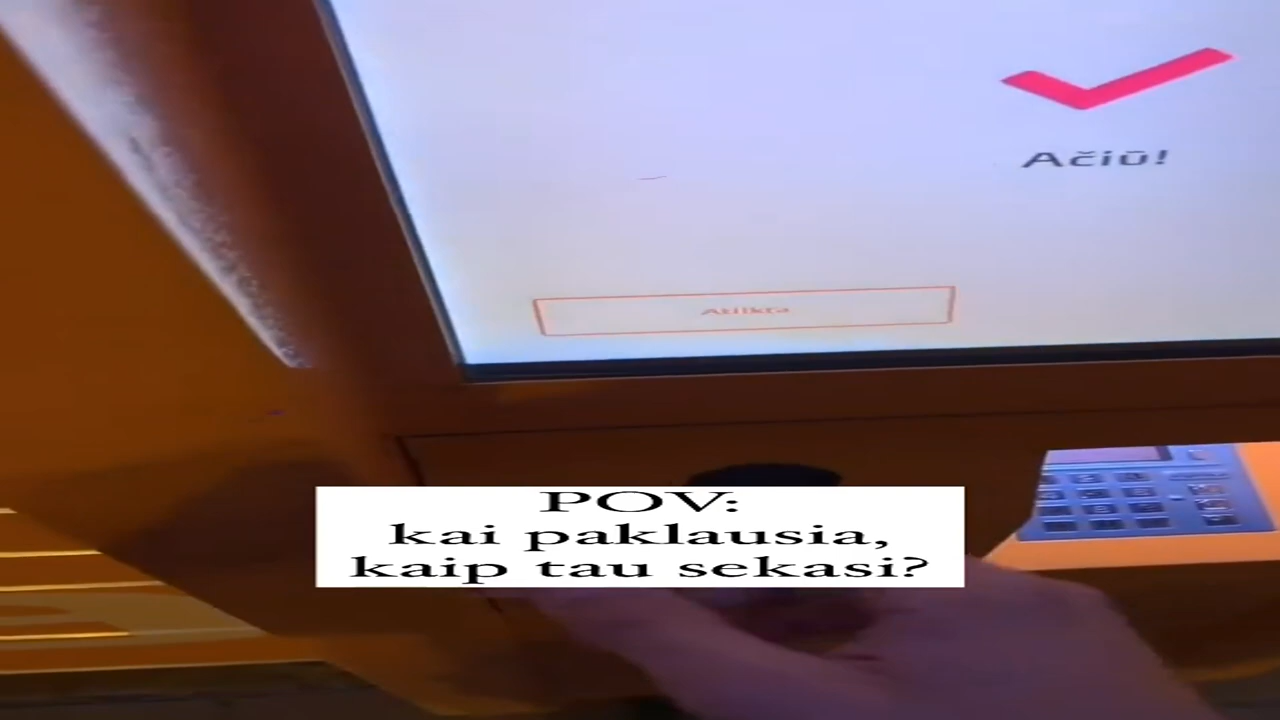 Ačiū!
Atlikta
POV:
kai paklausia,
kaip tau sekasi?